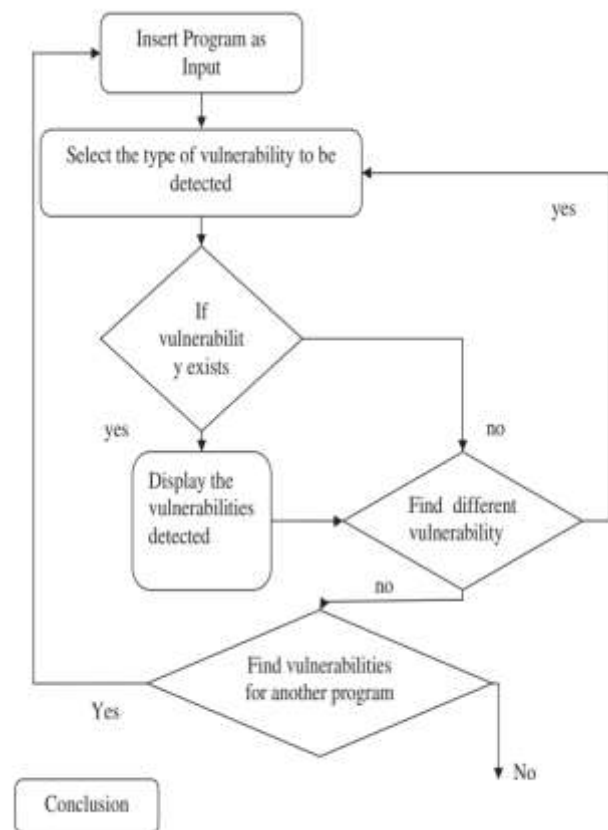 Insert Program as
Input
Select the type of vulnerability to be
detected
yes
If
vulnerabilit
y exists
yes
no
Display the
vulnerabilities
detected
Find different
vulnerability
no
Find vulnerabilities
for another program
Yes
No
Conclusion